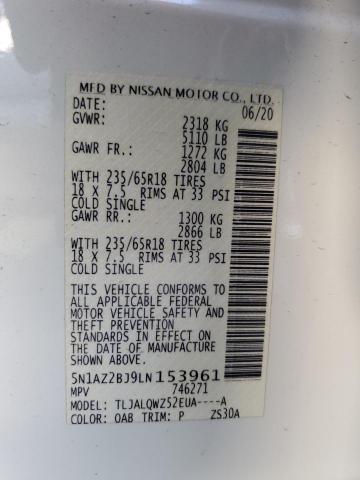 MFD BY NISSAN MOTOR CO., LTD.
DATE: 06/20
GVWR: 2318 KG
5110 LB
GAWR FR.: 1272 KG
2804 LB
WITH 235/65R18 TIRES
18 X 7.5 RIMS AT 33 PSI
COLD SINGLE
GAWR RR.: 1300 KG
2866 LB
WITH 235/65R18 TIRES
18 X 7.5 RIMS AT 33 PSI
COLD SINGLE
THIS VEHICLE CONFORMS TO
ALL APPLICABLE FEDERAL
MOTOR VEHICLE SAFETY
AND THEFT PREVENTION
STANDARDS IN EFFECT ON
THE DATE OF MANUFACTURE
SHOWN ABOVE.
5N1AZ2BJ9LN153961
MPV 746271
MODEL: TLJALQWZ52EUA----A
COLOR: QAB TRIM: P ZS30A